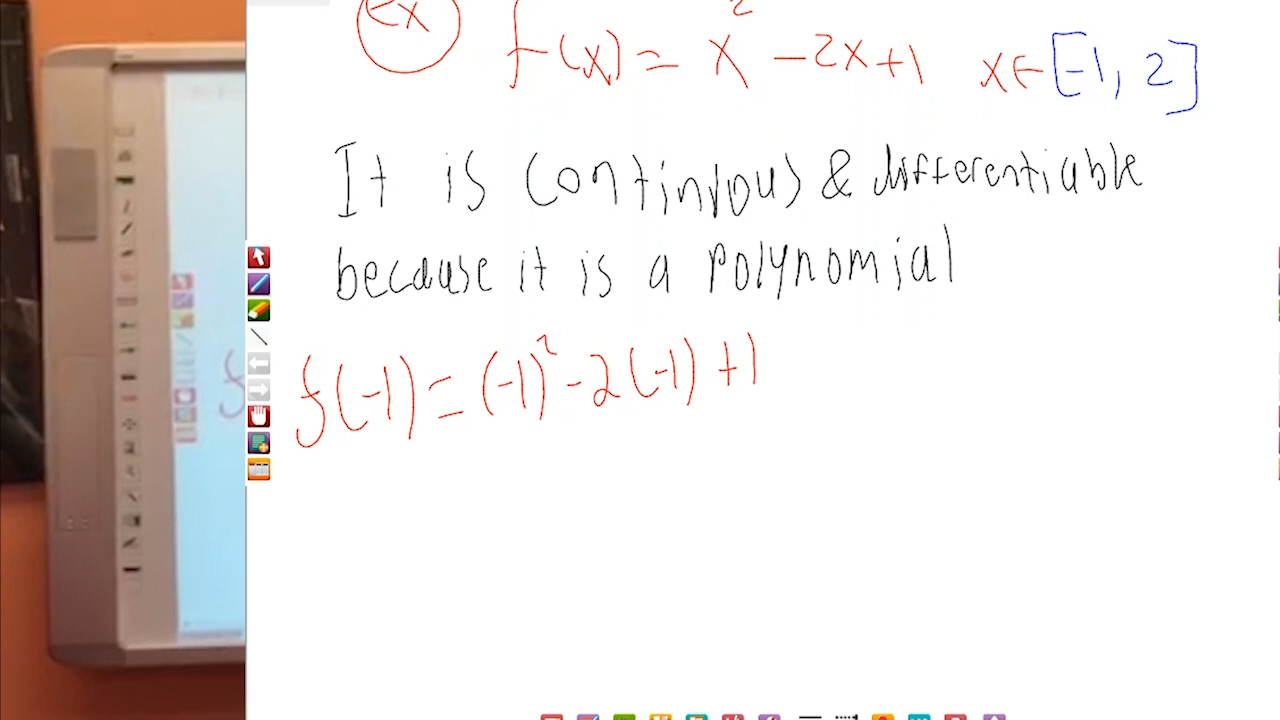 Ex f(x) = x² - 2x + 1 x ∈ [-1, 2]
It is continuous & differentiable
because it is a polynomial
f(-1) = (-1)² - 2(-1) + 1